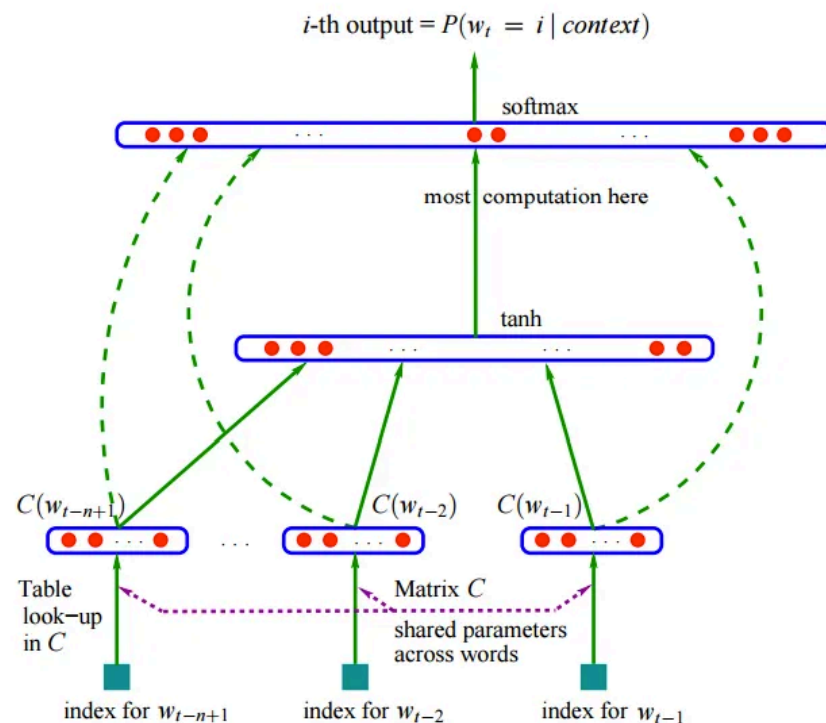 i-th output = P(w_t = i | context)
softmax
. . .
. . .
most computation here
tanh
. . .
. . .
C(w_{t−n+1})
C(w_{t−2})
C(w_{t−1})
. . .
. . .
. . .
. . .
Table
look−up
in C
Matrix C
shared parameters
across words
index for w_{t−n+1}
index for w_{t−2}
index for w_{t−1}